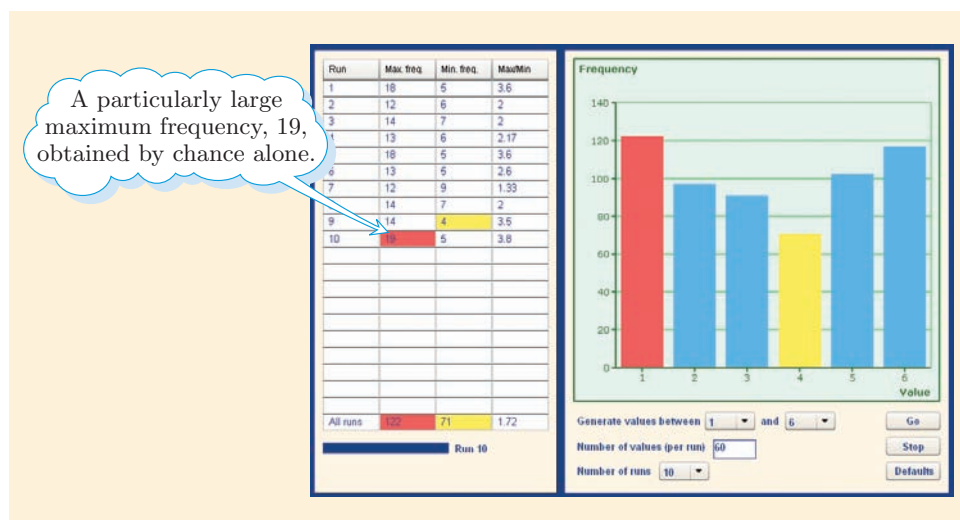 A particularly large
maximum frequency, 19,
obtained by chance alone.
Run Max. freq. Min. freq. Max/Min
1 18 5 3.6
2 12 6 2
3 14 7 2
13 6 2.17
18 5 3.6
13 5 2.6
7 12 9 1.33
14 7 2
9 14 4 3.5
10 19 5 3.8
All runs 122 71 1.72
Run 10
Frequency
140
120
100
80
60
40
20
0
1 2 3 4 5 6
Value
Generate values between 1 and 6 Go
Number of values (per run) 60 Stop
Number of runs 10 Defaults